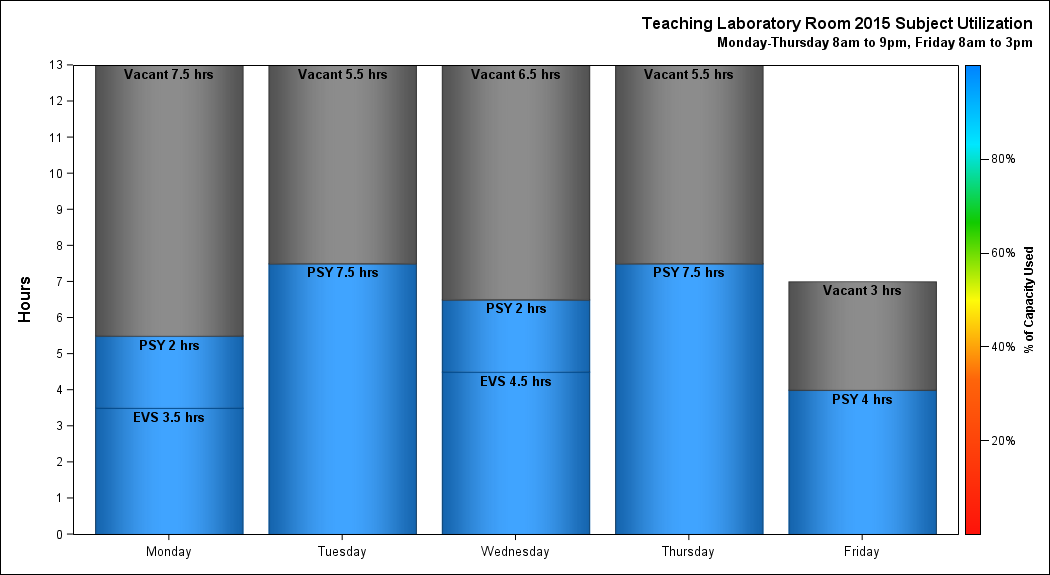 Teaching Laboratory Room 2015 Subject Utilization
Monday-Thursday 8am to 9pm, Friday 8am to 3pm
Hours
13
12
11
10
9
8
7
6
5
4
3
2
1
0
Vacant 7.5 hrs
PSY 2 hrs
EVS 3.5 hrs
Vacant 5.5 hrs
PSY 7.5 hrs
Vacant 6.5 hrs
PSY 2 hrs
EVS 4.5 hrs
Vacant 5.5 hrs
PSY 7.5 hrs
Vacant 3 hrs
PSY 4 hrs
Monday
Tuesday
Wednesday
Thursday
Friday
80%
60%
40%
20%
% of Capacity Used